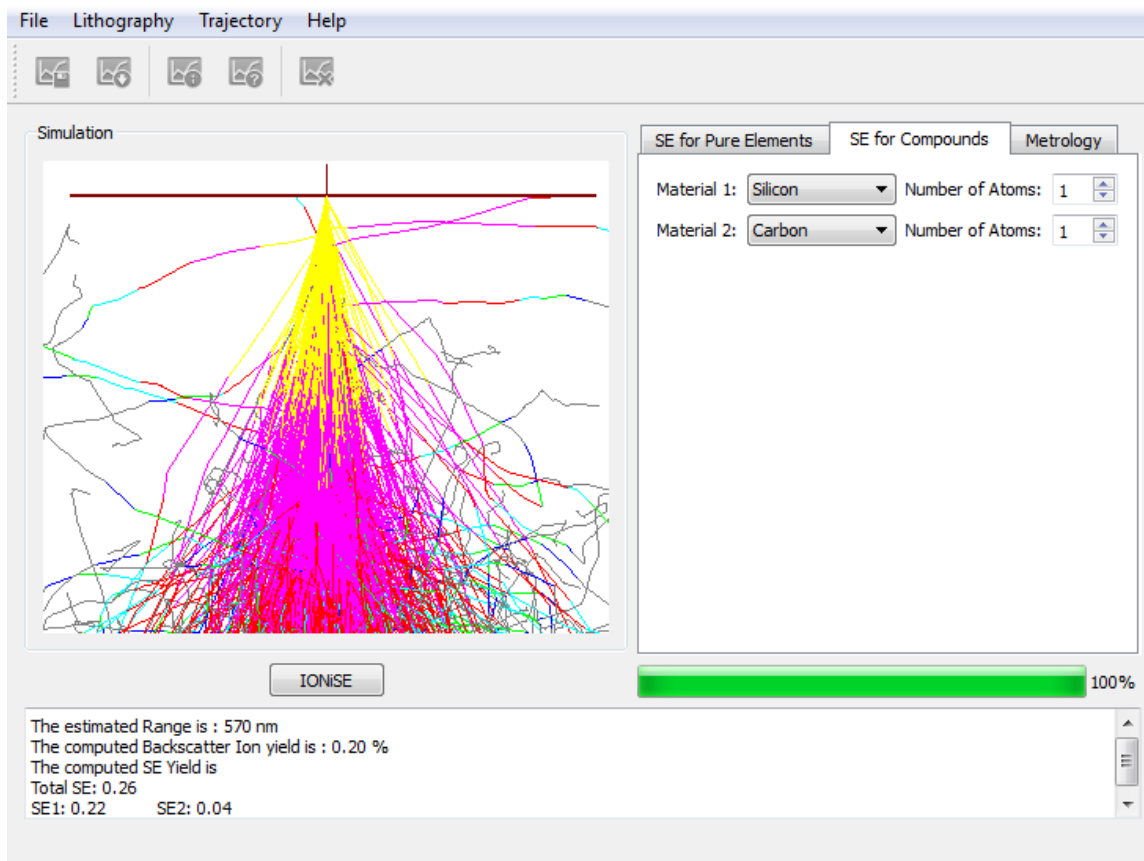 File Lithography Trajectory Help
Simulation
SE for Pure Elements SE for Compounds Metrology
Material 1: Silicon Number of Atoms: 1
Material 2: Carbon Number of Atoms: 1
IONiSE
100%
The estimated Range is : 570 nm
The computed Backscatter Ion yield is : 0.20 %
The computed SE Yield is
Total SE: 0.26
SE1: 0.22 SE2: 0.04